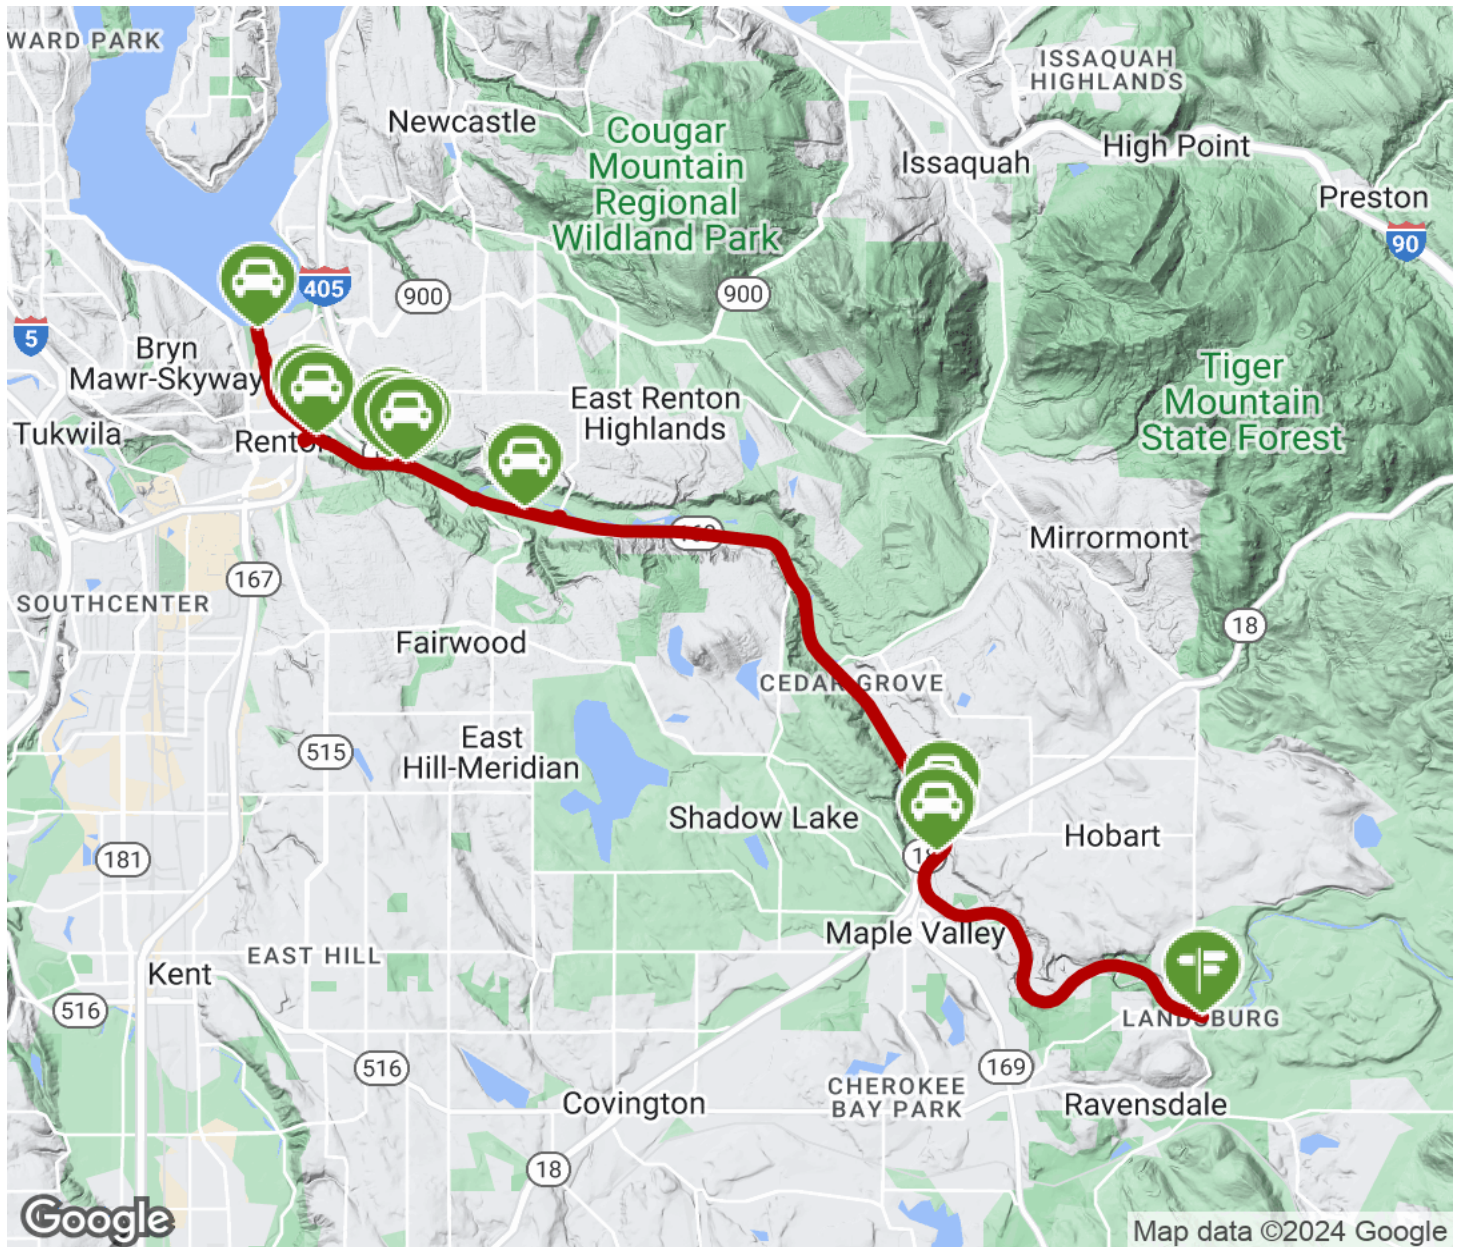 WARD PARK
ISSAQUAH
HIGHLANDS
Newcastle
Cougar
Mountain
Regional
Wildland Park
High Point
Issaquah
Preston
90
405
900
900
5
Bryn
Mawr-Skyway
Tiger
Mountain
State Forest
East Renton
Highlands
Tukwila
Mirrormont
167
SOUTHCENTER
18
Fairwood
CEDAR GROVE
515
East
Hill-Meridian
Shadow Lake
Hobart
181
Maple Valley
EAST HILL
Kent
516
LANDSBURG
516
169
CHEROKEE
BAY PARK
Covington
Ravensdale
18
Google
Map data ©2024 Google